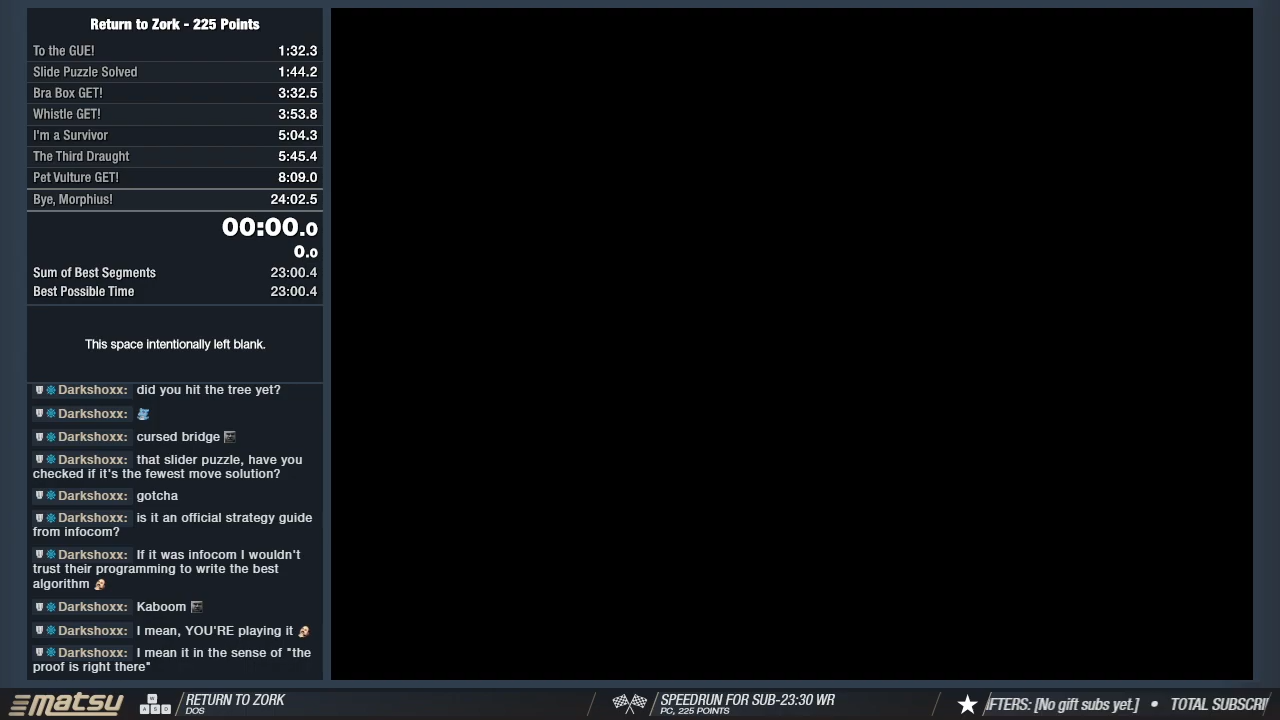 Return to Zork - 225 Points
To the GUE! 1:32.3
Slide Puzzle Solved 1:44.2
Bra Box GET! 3:32.5
Whistle GET! 3:53.8
I'm a Survivor 5:04.3
The Third Draught 5:45.4
Pet Vulture GET! 8:09.0
Bye, Morphius! 24:02.5
00:00.0
0.0
Sum of Best Segments 23:00.4
Best Possible Time 23:00.4
This space intentionally left blank.
Darkshoxx: did you hit the tree yet?
Darkshoxx:
Darkshoxx: cursed bridge
Darkshoxx: that slider puzzle, have you
checked if it's the fewest move solution?
Darkshoxx: gotcha
Darkshoxx: is it an official strategy guide
from infocom?
Darkshoxx: If it was infocom I wouldn't
trust their programming to write the best
algorithm
Darkshoxx: Kaboom
Darkshoxx: I mean, YOU'RE playing it
Darkshoxx: I mean it in the sense of "the
proof is right there"
matsu
W
A S D
RETURN TO ZORK
DOS
SPEEDRUN FOR SUB-23:30 WR
PC, 225 POINTS
IFTERS: [No gift subs yet.] • TOTAL SUBSCRI